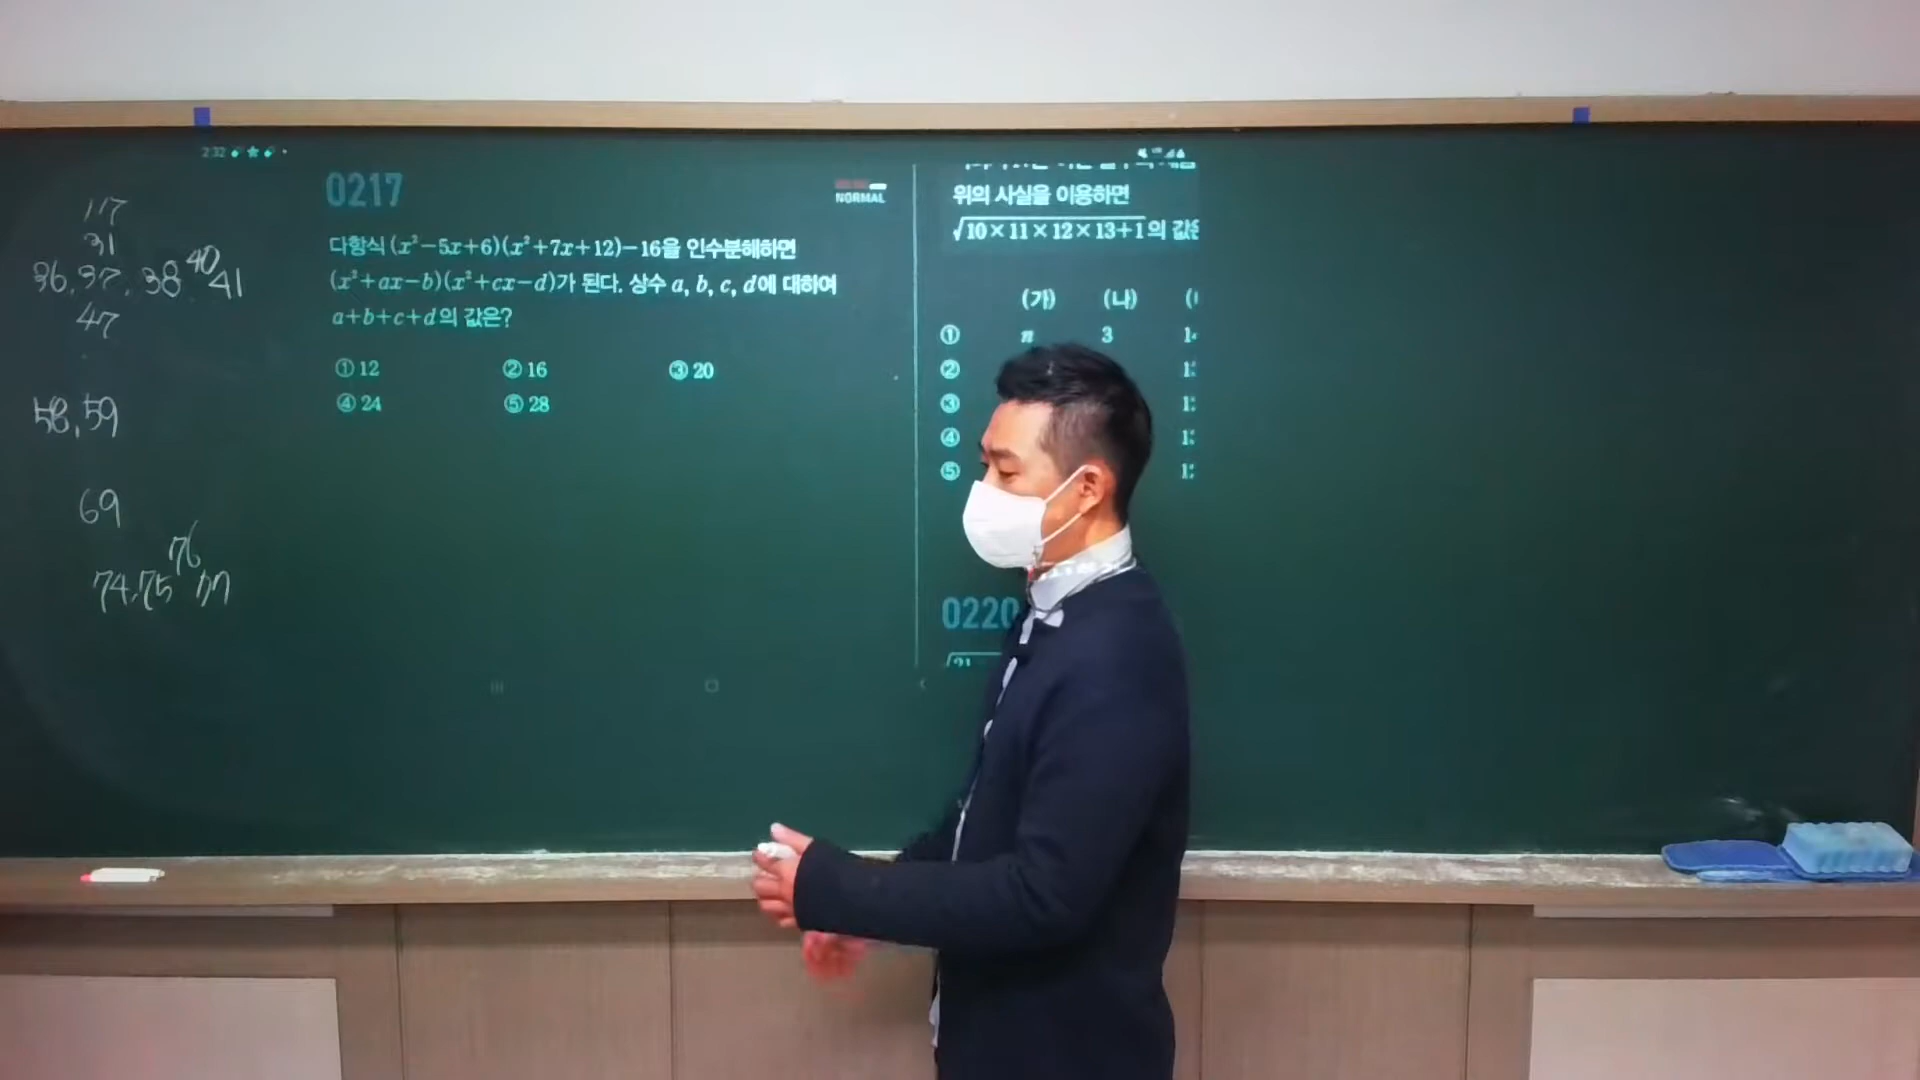 2:32
117
31
36, 37, 38 40 41
47
58, 59
69
76
74, 75 77
0217
NORMAL
다항식 (x²-5x+6)(x²+7x+12)-16을 인수분해하면
(x²+ax-b)(x²+cx-d)가 된다. 상수 a, b, c, d에 대하여
a+b+c+d의 값은?
① 12 ② 16 ③ 20
④ 24 ⑤ 28
위의 사실을 이용하면
√10×11×12×13+1의 값은
(가) (나)
① n 3
②
③
④
⑤
0220